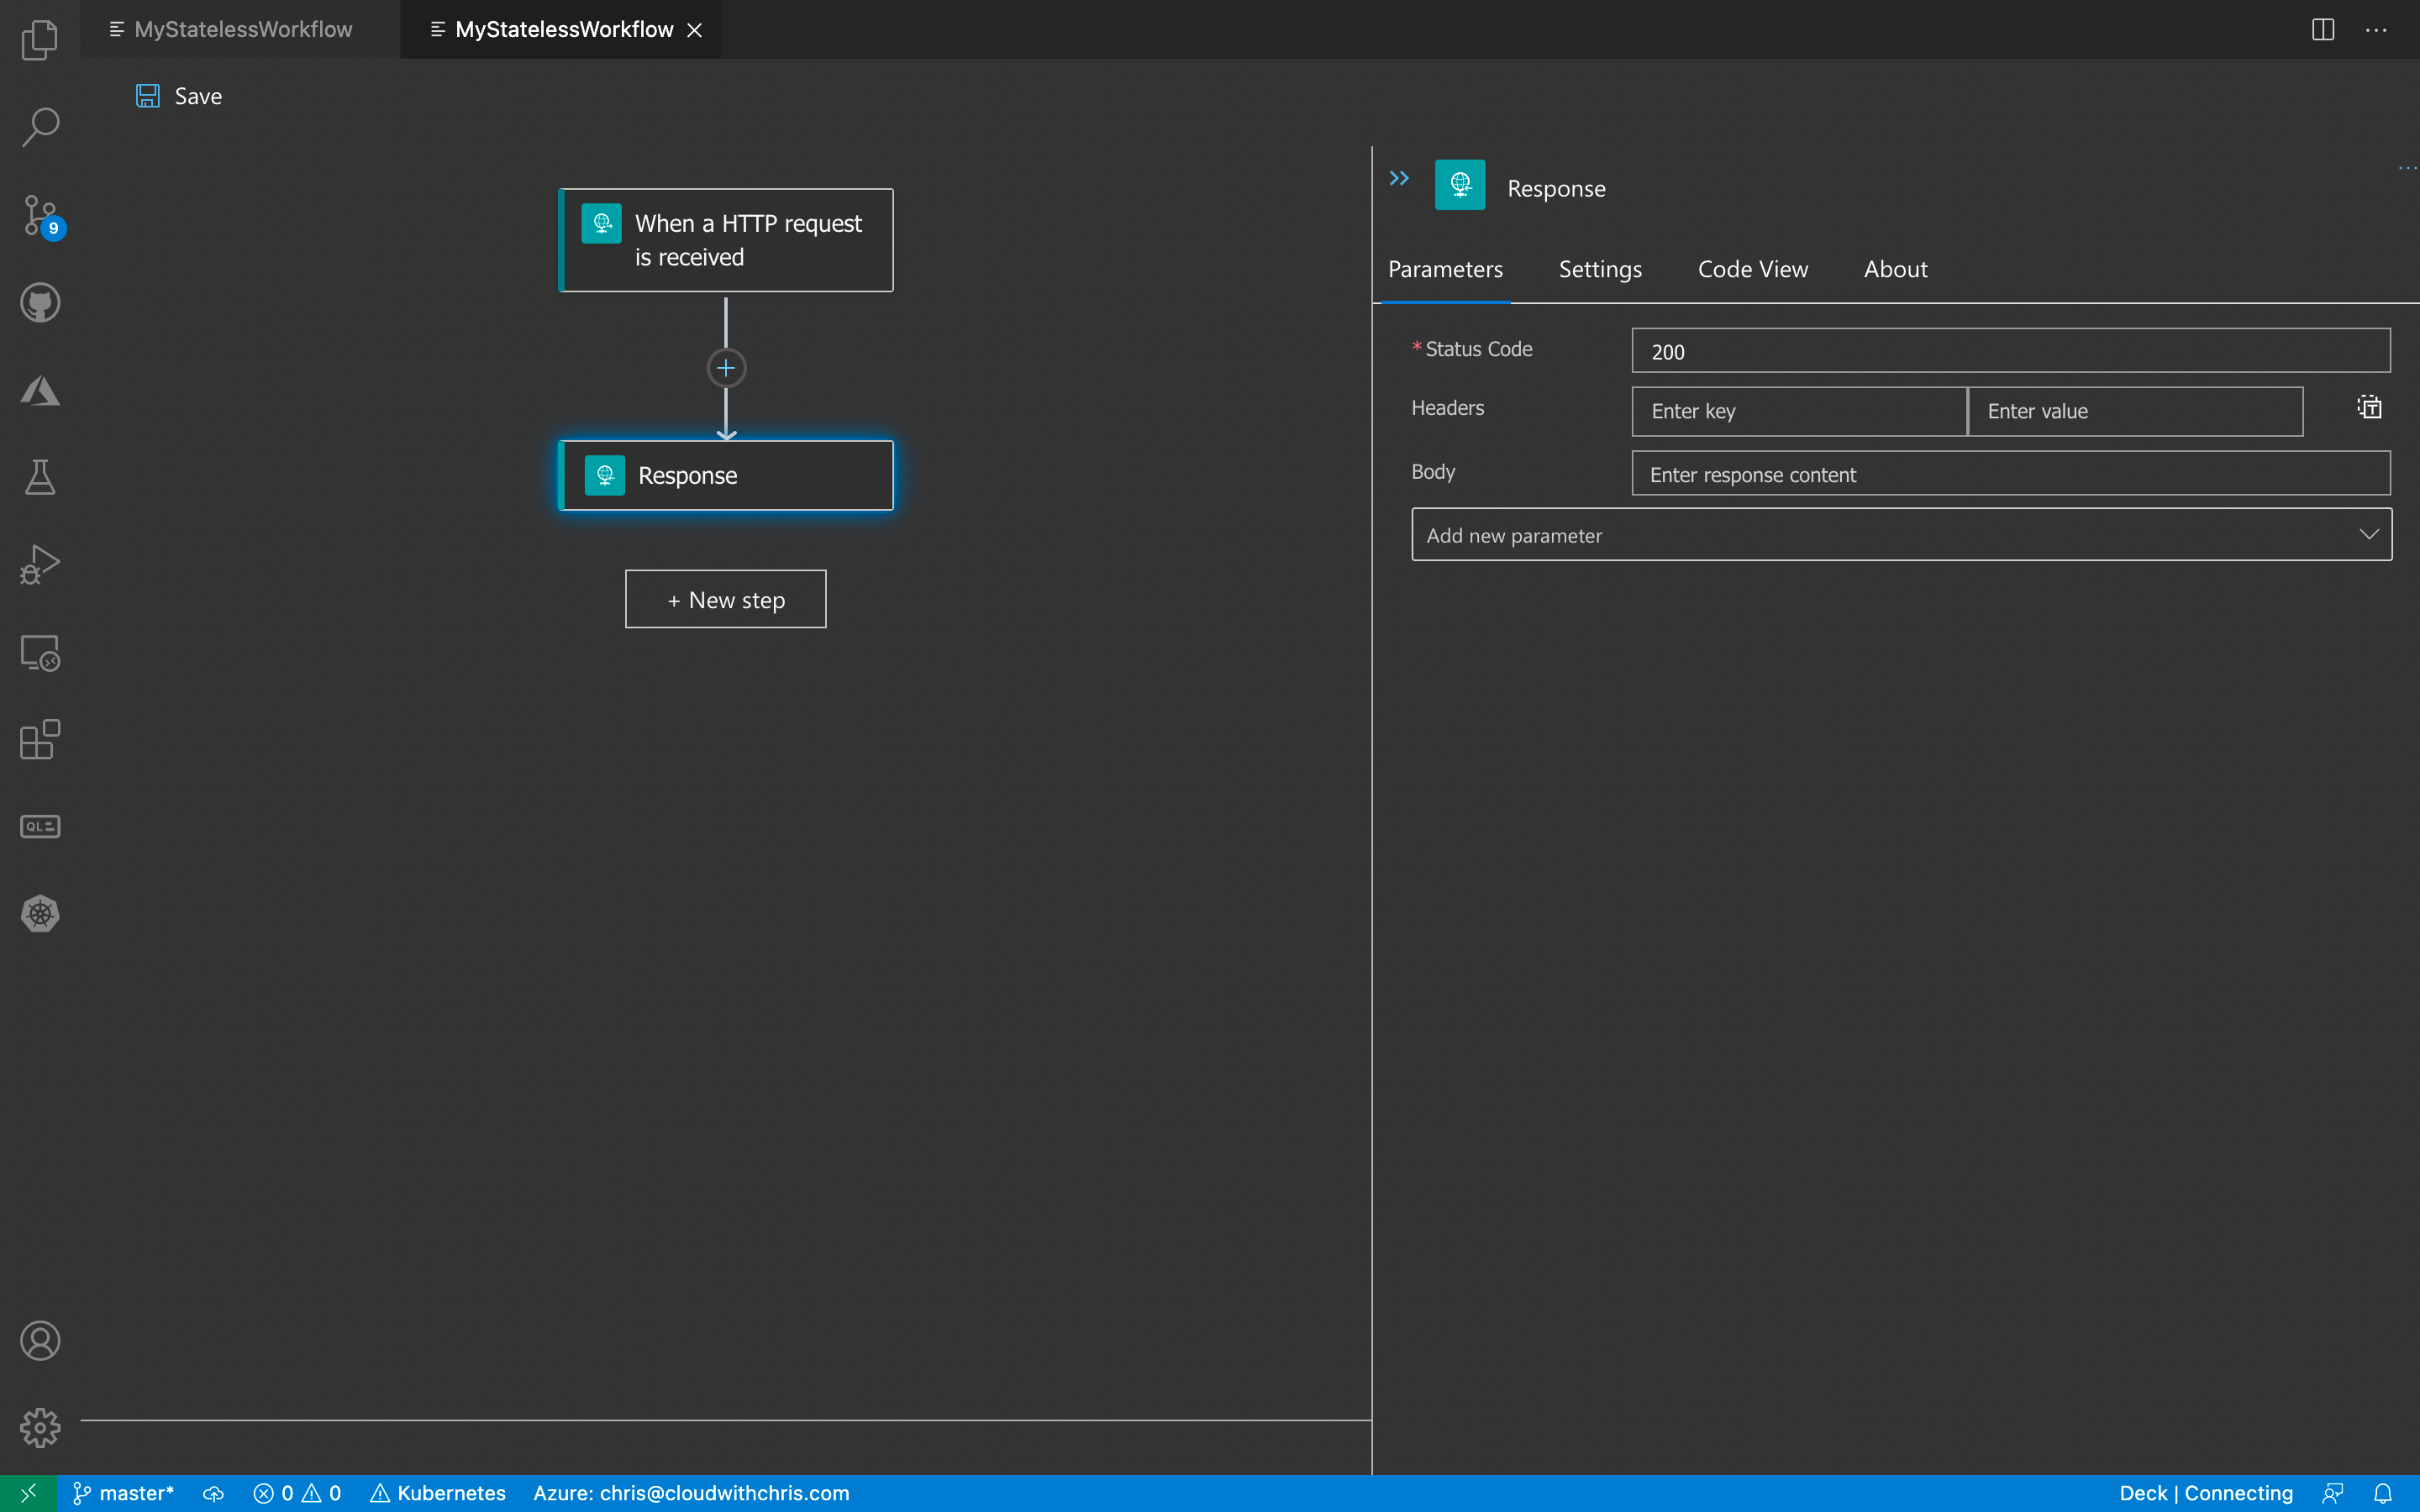 MyStatelessWorkflow
MyStatelessWorkflow
Save
When a HTTP request
is received
Response
+ New step
Response
Parameters Settings Code View About
* Status Code 200
Headers Enter key Enter value
Body Enter response content
Add new parameter
9
QL
T
master* 0 0 Kubernetes Azure: chris@cloudwithchris.com Deck | Connecting